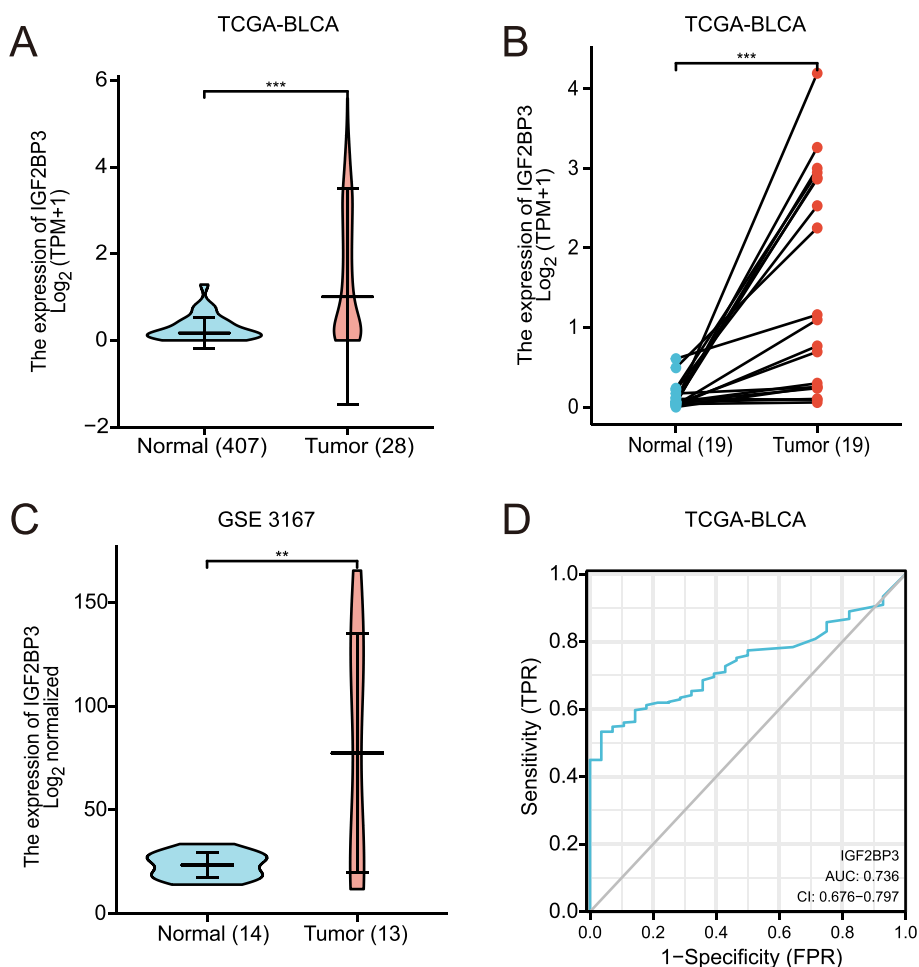 A
TCGA-BLCA
The expression of IGF2BP3
Log2 (TPM+1)
6
4
2
0
−2
***
Normal (407)
Tumor (28)
B
TCGA-BLCA
The expression of IGF2BP3
Log2 (TPM+1)
4
3
2
1
0
***
Normal (19)
Tumor (19)
C
GSE 3167
The expression of IGF2BP3
Log2 normalized
150
100
50
0
**
Normal (14)
Tumor (13)
D
TCGA-BLCA
Sensitivity (TPR)
1.0
0.8
0.6
0.4
0.2
0.0
IGF2BP3
AUC: 0.736
CI: 0.676−0.797
0.0 0.2 0.4 0.6 0.8 1.0
1−Specificity (FPR)